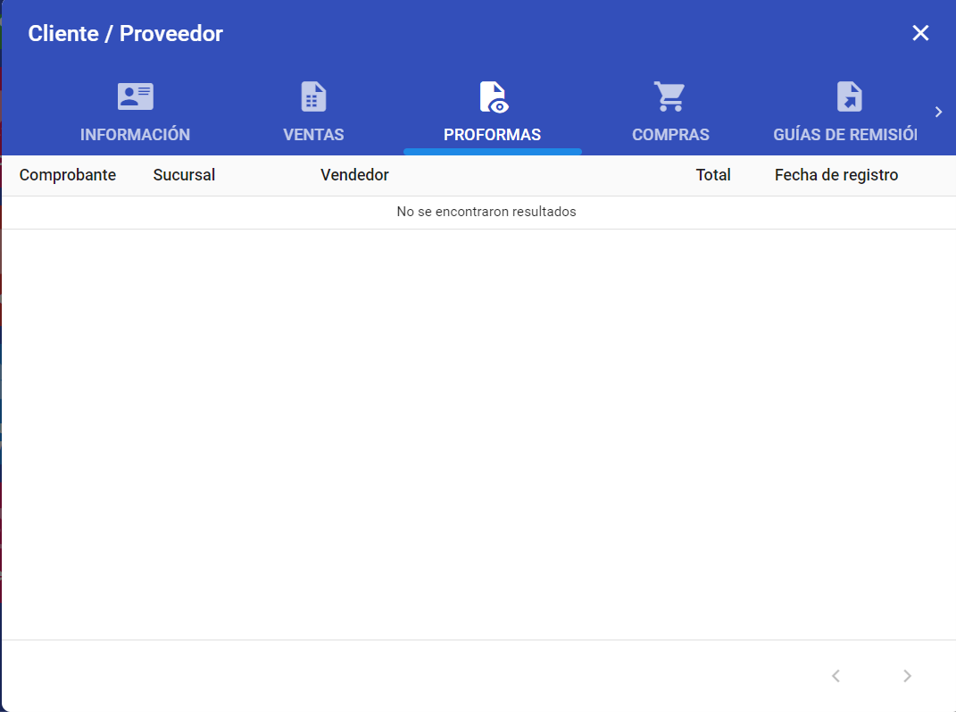 Cliente / Proveedor
INFORMACIÓN VENTAS PROFORMAS COMPRAS GUÍAS DE REMISIÓ
Comprobante Sucursal Vendedor Total Fecha de registro
No se encontraron resultados